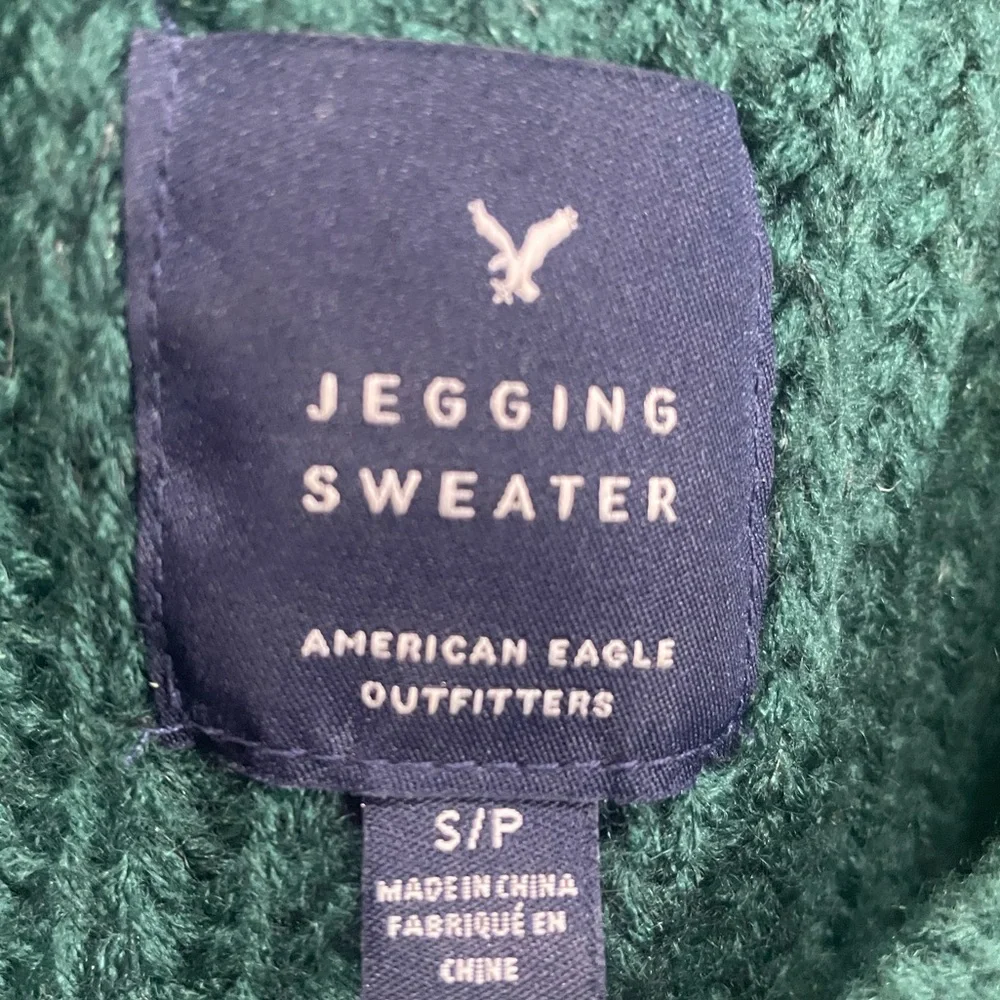 JEGGING
SWEATER
AMERICAN EAGLE
OUTFITTERS
S/P
MADE IN CHINA
FABRIQUÉ EN
CHINE